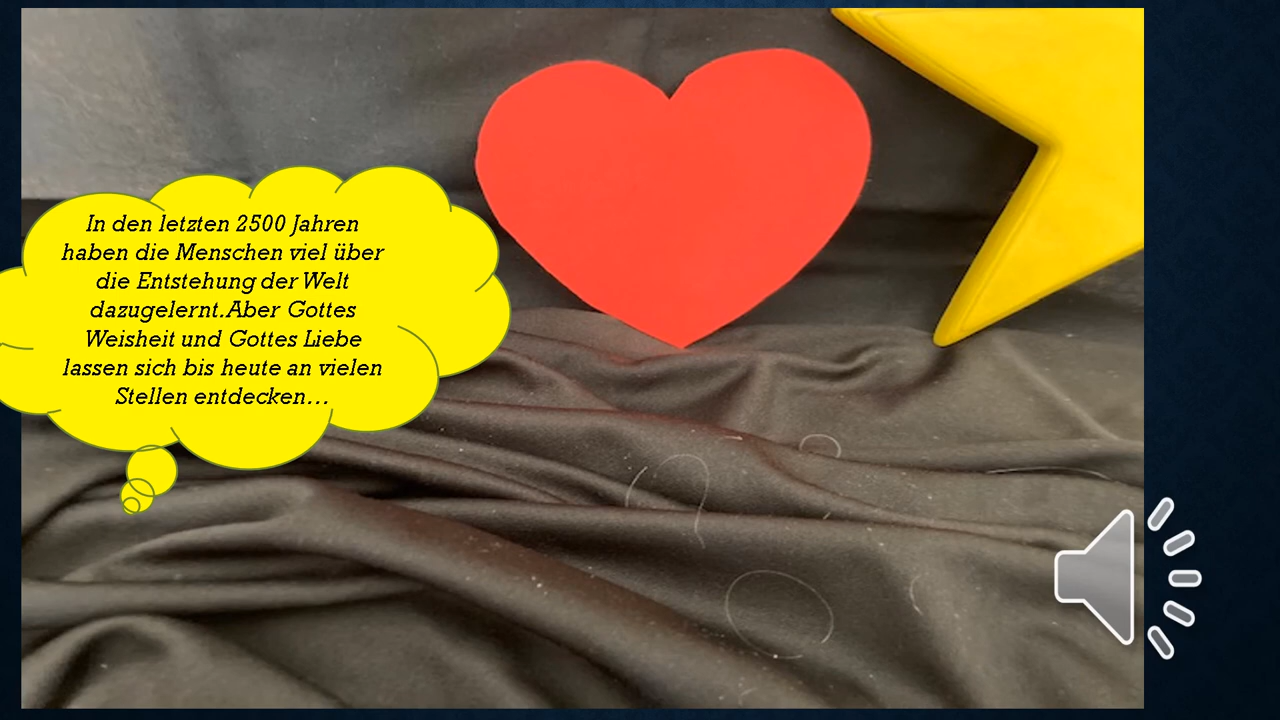 In den letzten 2500 Jahren
haben die Menschen viel über
die Entstehung der Welt
dazugelernt.Aber Gottes
Weisheit und Gottes Liebe
lassen sich bis heute an vielen
Stellen entdecken…